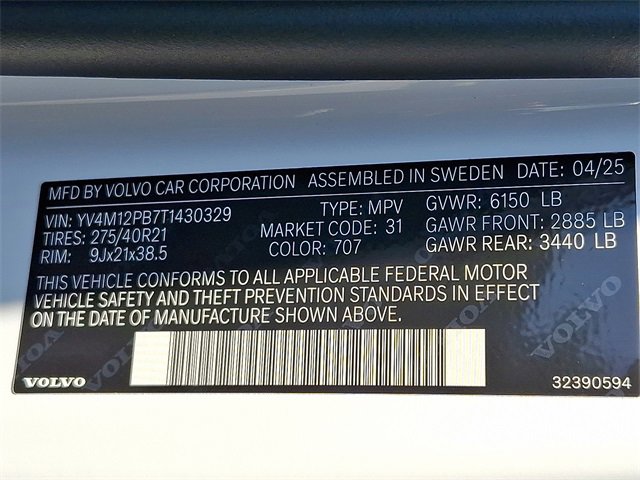 MFD BY VOLVO CAR CORPORATION ASSEMBLED IN SWEDEN DATE: 04/25
VIN: YV4M12PB7T1430329 TYPE: MPV GVWR: 6150 LB
TIRES: 275/40R21 MARKET CODE: 31 GAWR FRONT: 2885 LB
RIM: 9Jx21x38.5 COLOR: 707 GAWR REAR: 3440 LB
THIS VEHICLE CONFORMS TO ALL APPLICABLE FEDERAL MOTOR
VEHICLE SAFETY AND THEFT PREVENTION STANDARDS IN EFFECT
ON THE DATE OF MANUFACTURE SHOWN ABOVE.
VOLVO 32390594